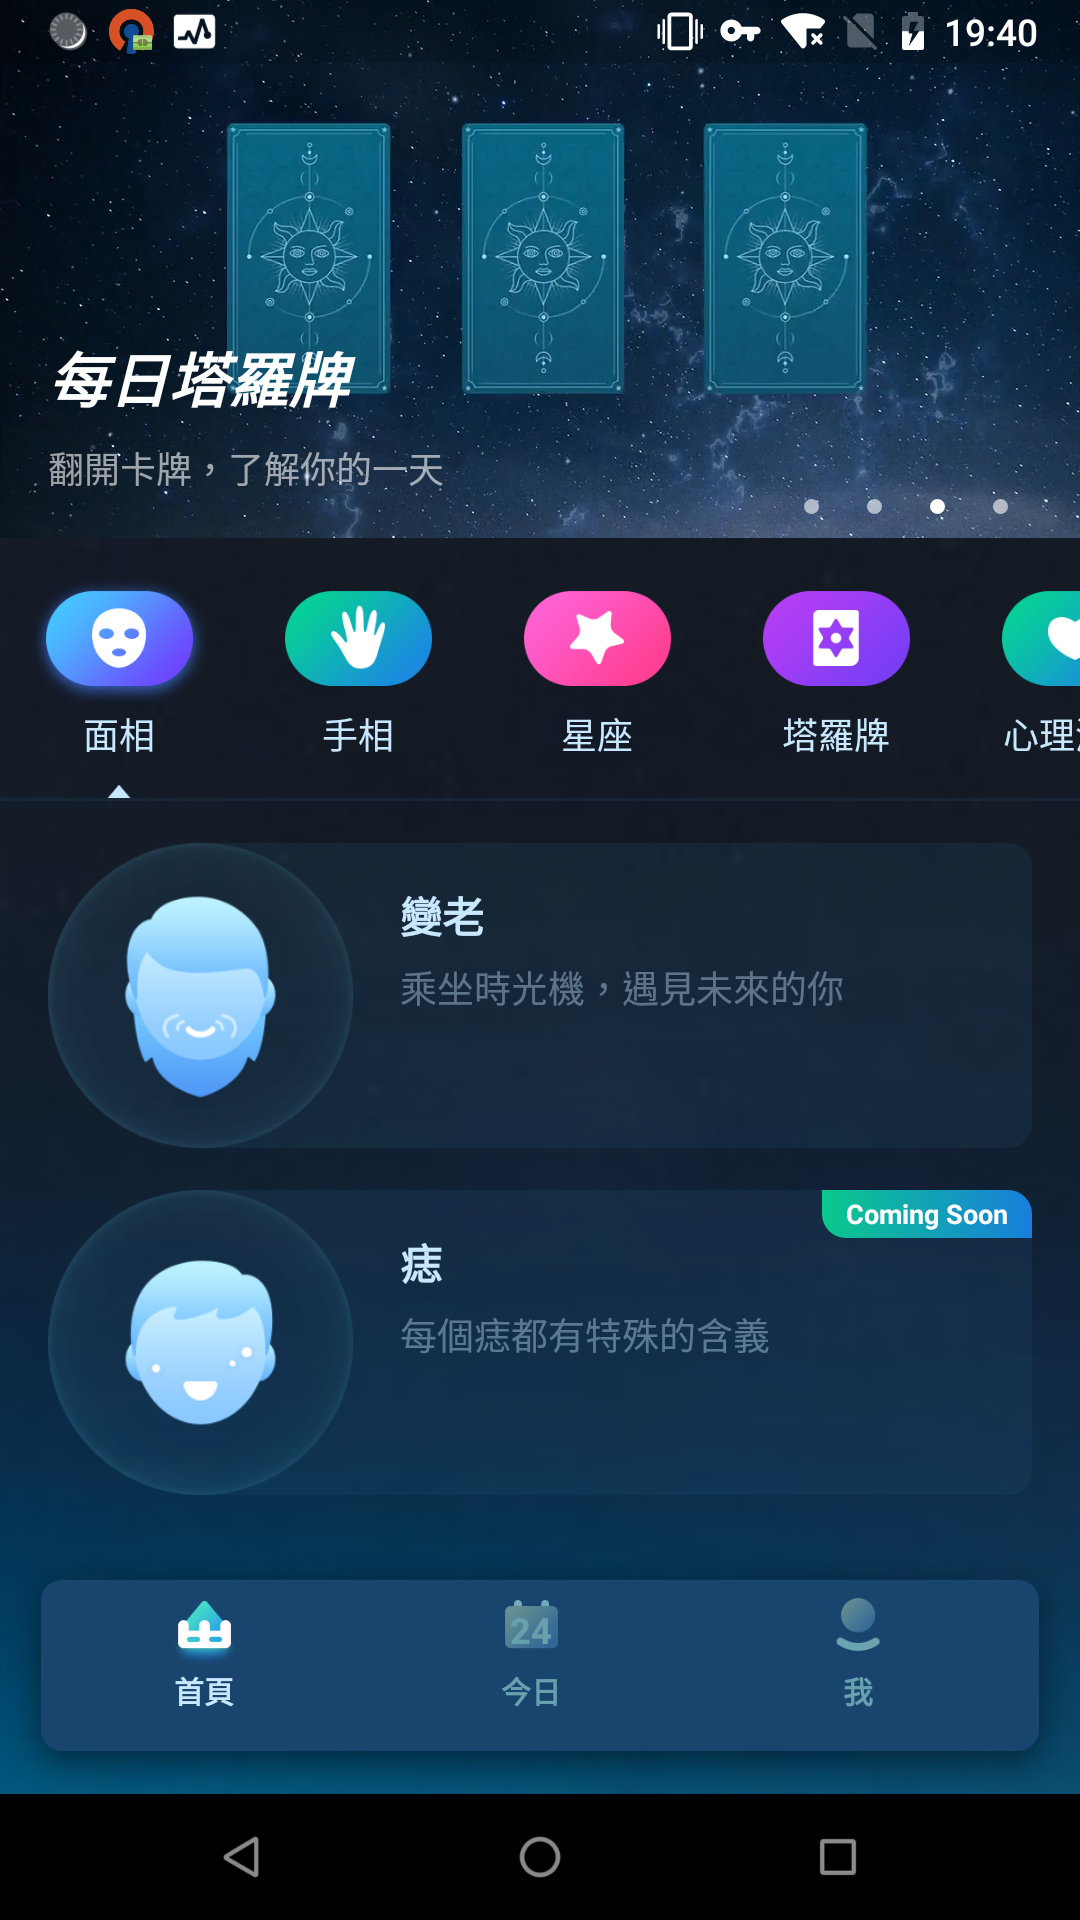 19:40
每日塔羅牌
翻開卡牌，了解你的一天
面相
手相
星座
塔羅牌
心理
變老
乘坐時光機，遇見未來的你
Coming Soon
痣
每個痣都有特殊的含義
24
首頁
今日
我